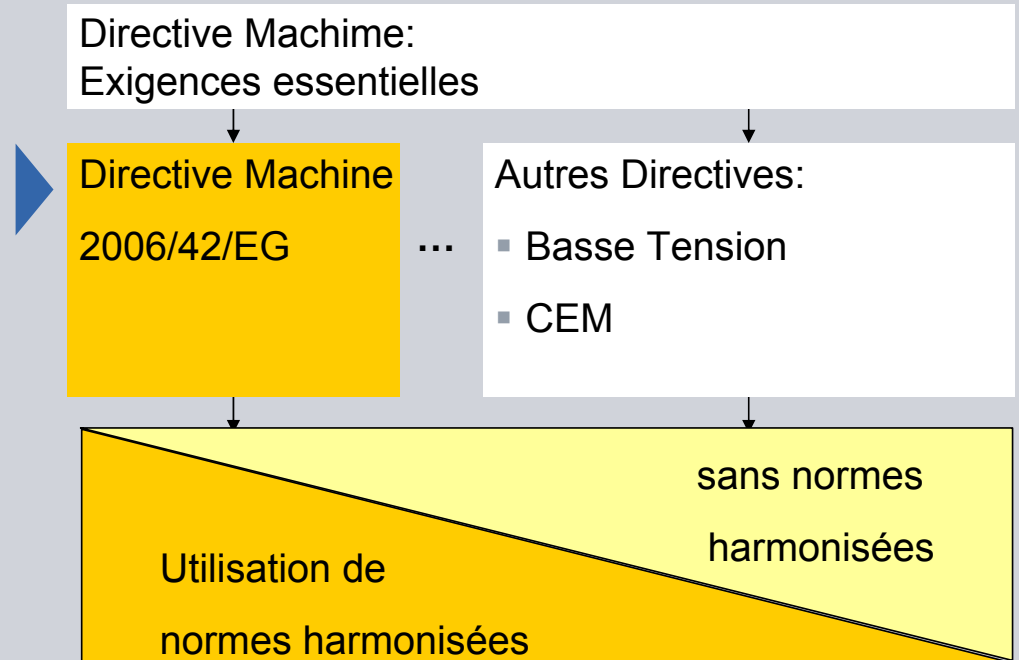 Directive Machime:
Exigences essentielles
Directive Machine
2006/42/EG
...
Autres Directives:
▪ Basse Tension
▪ CEM
sans normes
harmonisées
Utilisation de
normes harmonisées